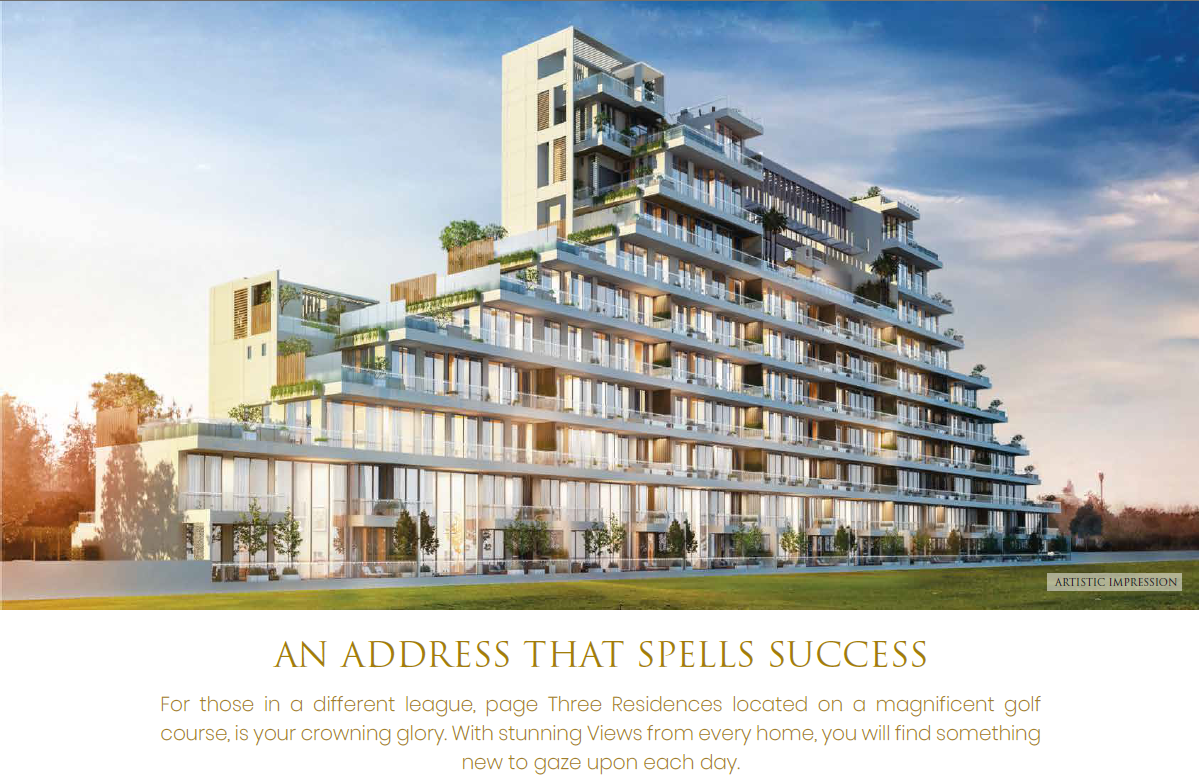 ARTISTIC IMPRESSION
AN ADDRESS THAT SPELLS SUCCESS
For those in a different league, page Three Residences located on a magnificent golf
course, is your crowning glory. With stunning Views from every home, you will find something
new to gaze upon each day.